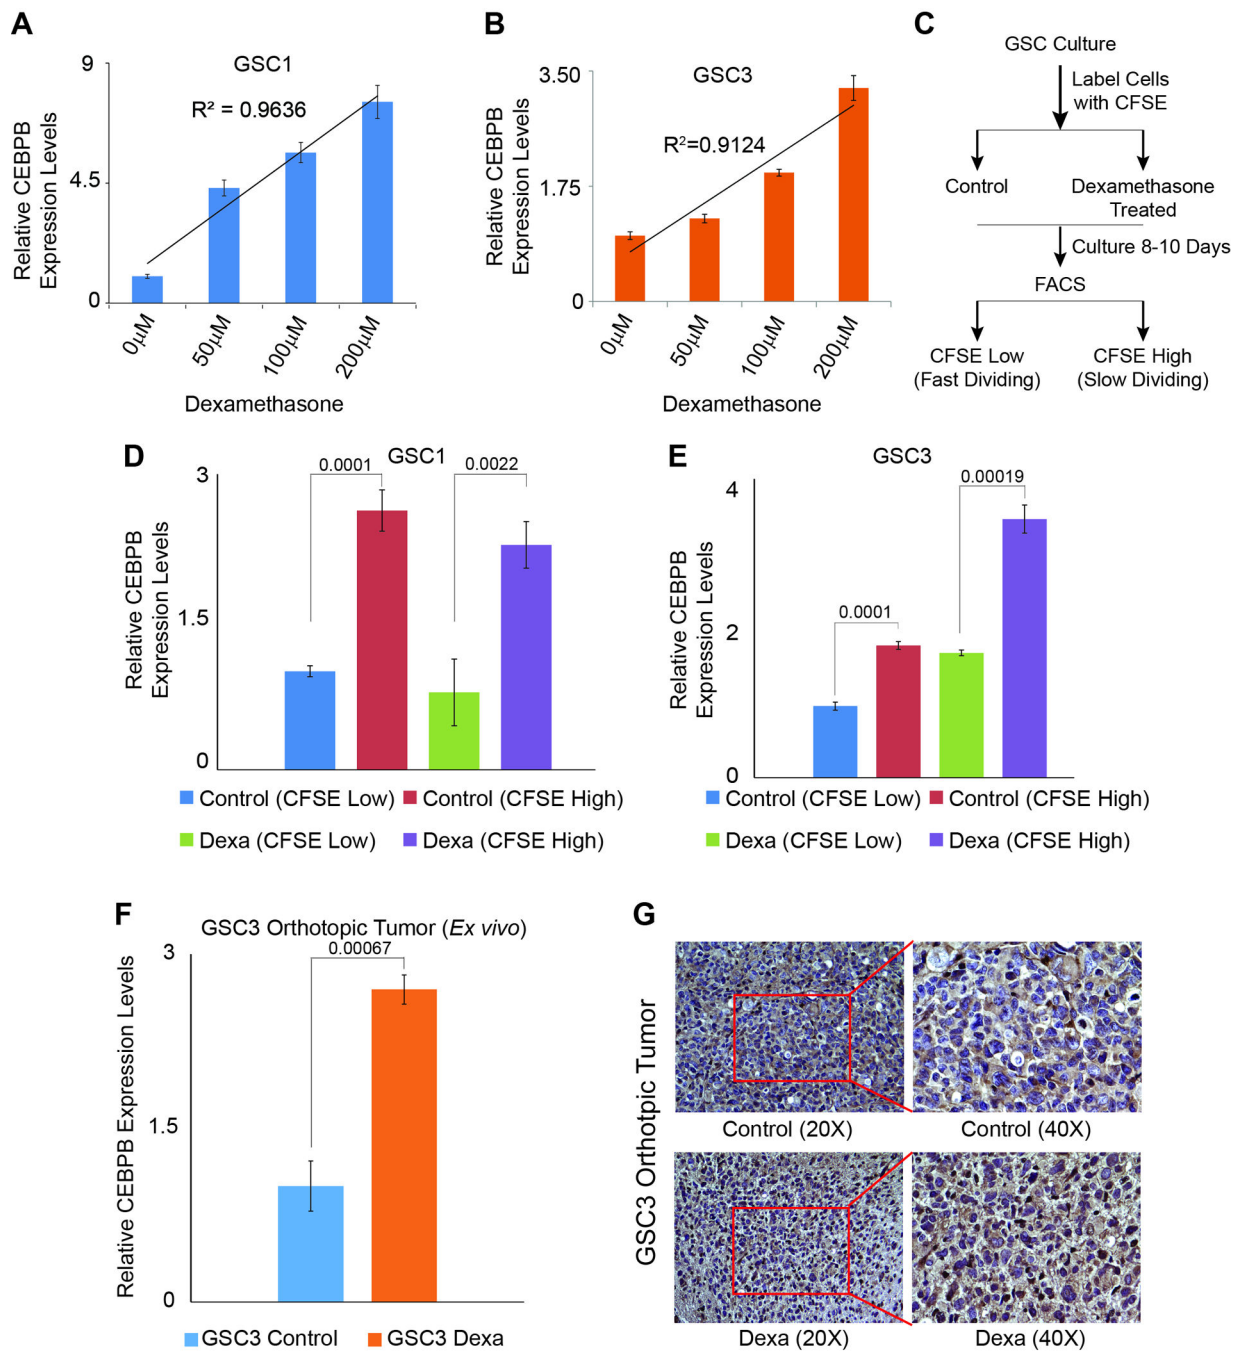 A
GSC1
R² = 0.9636
Relative CEBPB
Expression Levels
9
4.5
0
0µM
50µM
100µM
200µM
Dexamethasone
B
GSC3
R²=0.9124
Relative CEBPB
Expression Levels
3.50
1.75
0
0µM
50µM
100µM
200µM
Dexamethasone
C
GSC Culture
Label Cells
with CFSE
Control
Dexamethasone
Treated
Culture 8-10 Days
FACS
CFSE Low
(Fast Dividing)
CFSE High
(Slow Dividing)
D
GSC1
0.0001
0.0022
Relative CEBPB
Expression Levels
3
1.5
0
Control (CFSE Low)
Control (CFSE High)
Dexa (CFSE Low)
Dexa (CFSE High)
E
GSC3
0.00019
0.0001
Relative CEBPB
Expression Levels
4
2
0
Control (CFSE Low)
Control (CFSE High)
Dexa (CFSE Low)
Dexa (CFSE High)
F
GSC3 Orthotopic Tumor (Ex vivo)
0.00067
Relative CEBPB Expression Levels
3
1.5
0
GSC3 Control
GSC3 Dexa
G
GSC3 Orthotpic Tumor
Control (20X)
Control (40X)
Dexa (20X)
Dexa (40X)